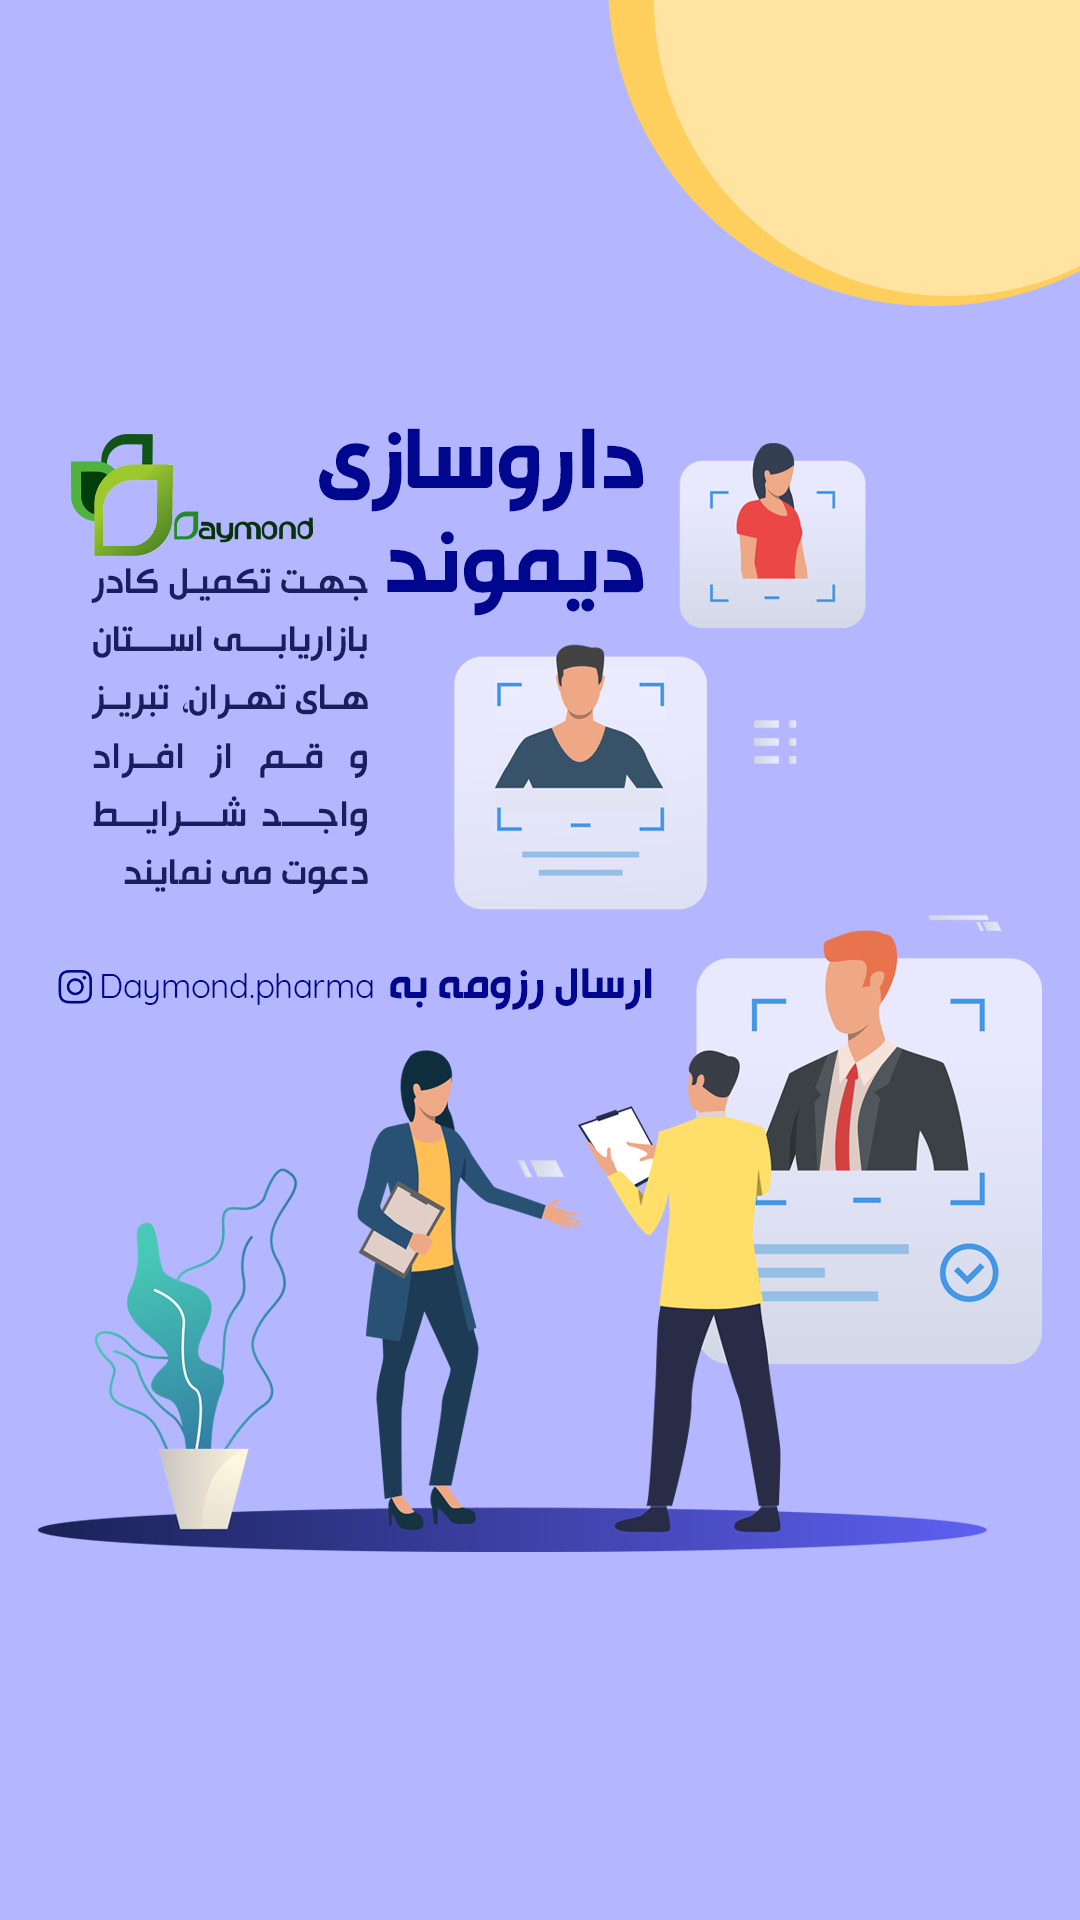 داروسازی
دیموند
Daymond
جهت تکمیل کادر
بازاریابی استان
های تهران، تبریز
و قم از افراد
واجد شرایط
دعوت می نمایند
ارسال رزومه به Daymond.pharma